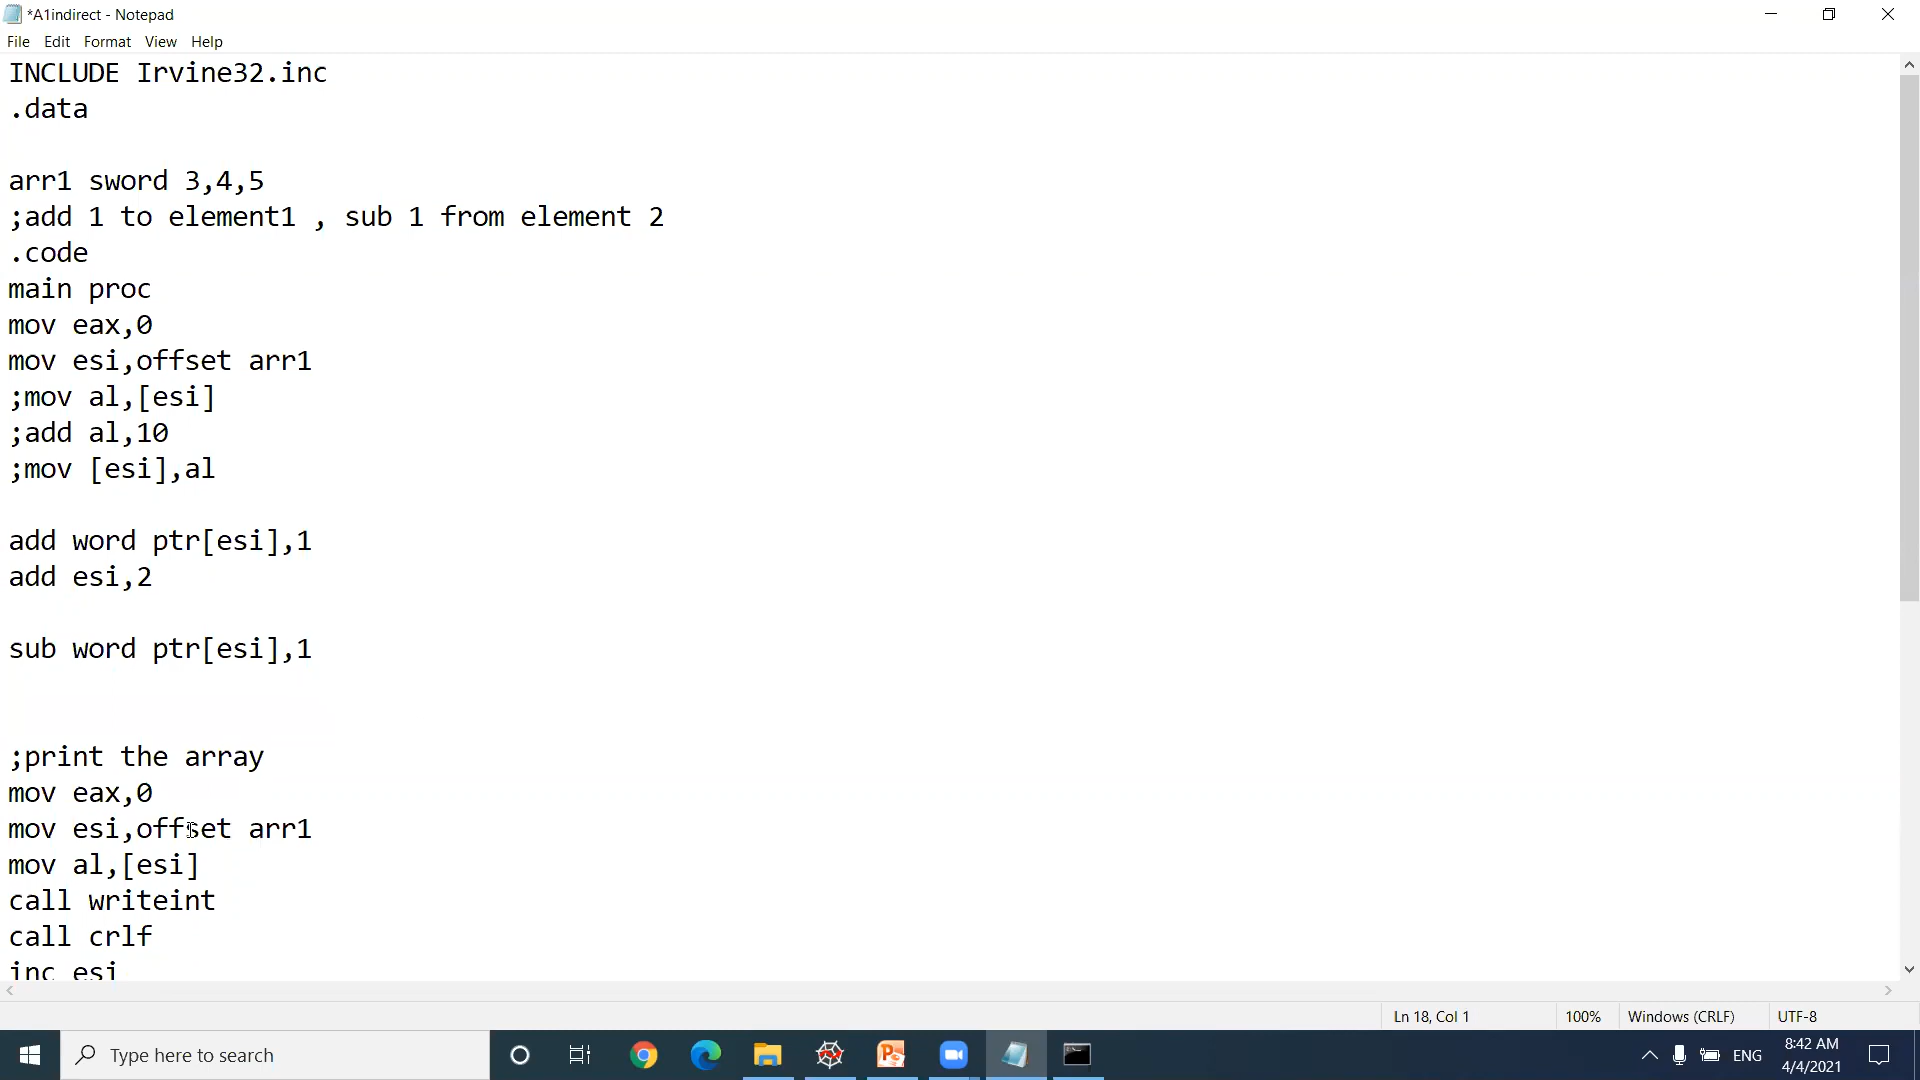 *A1indirect - Notepad
File Edit Format View Help
INCLUDE Irvine32.inc
.data
arr1 sword 3,4,5
;add 1 to element1 , sub 1 from element 2
.code
main proc
mov eax,0
mov esi,offset arr1
;mov al,[esi]
;add al,10
;mov [esi],al
add word ptr[esi],1
add esi,2
sub word ptr[esi],1
;print the array
mov eax,0
mov esi,offset arr1
mov al,[esi]
call writeint
call crlf
inc esi
Ln 18, Col 1 100% Windows (CRLF) UTF-8
Type here to search
ENG
8:42 AM
4/4/2021